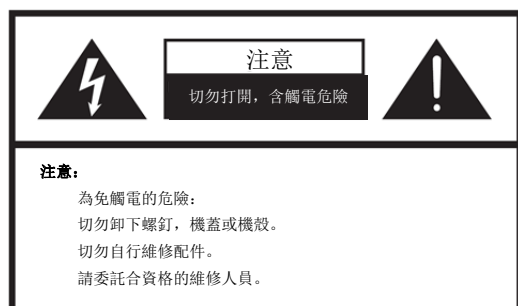 注意
切勿打開，含觸電危險
注意：
為免觸電的危險：
切勿卸下螺釘，機蓋或機殼。
切勿自行維修配件。
請委託合資格的維修人員。